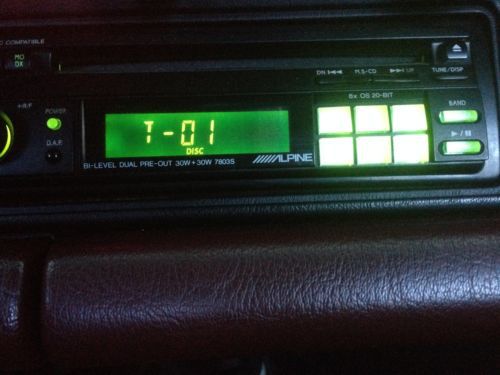 COMPATIBLE
MO
DX
DN
M.S-CD
UP
TUNE/DISP
8x OS 20-BIT
+R/F
POWER
BAND
T-01
DISC
D.A.P.
BI-LEVEL DUAL PRE-OUT 30W+30W 7803S
ALPINE